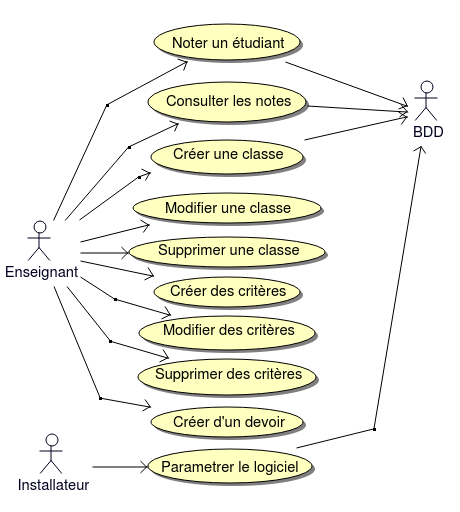 Noter un étudiant
Consulter les notes
BDD
Créer une classe
Modifier une classe
Supprimer une classe
Enseignant
Créer des critères
Modifier des critères
Supprimer des critères
Créer d'un devoir
Parametrer le logiciel
Installateur